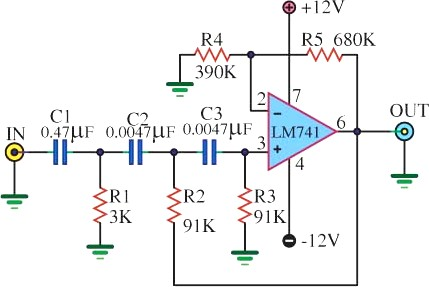 +12V
R4
R5 680K
390K
C1
C2
C3
0.47µF
0.0047µF
0.0047µF
IN
OUT
2
7
LM741
6
3
4
R1
3K
R2
91K
R3
91K
-12V